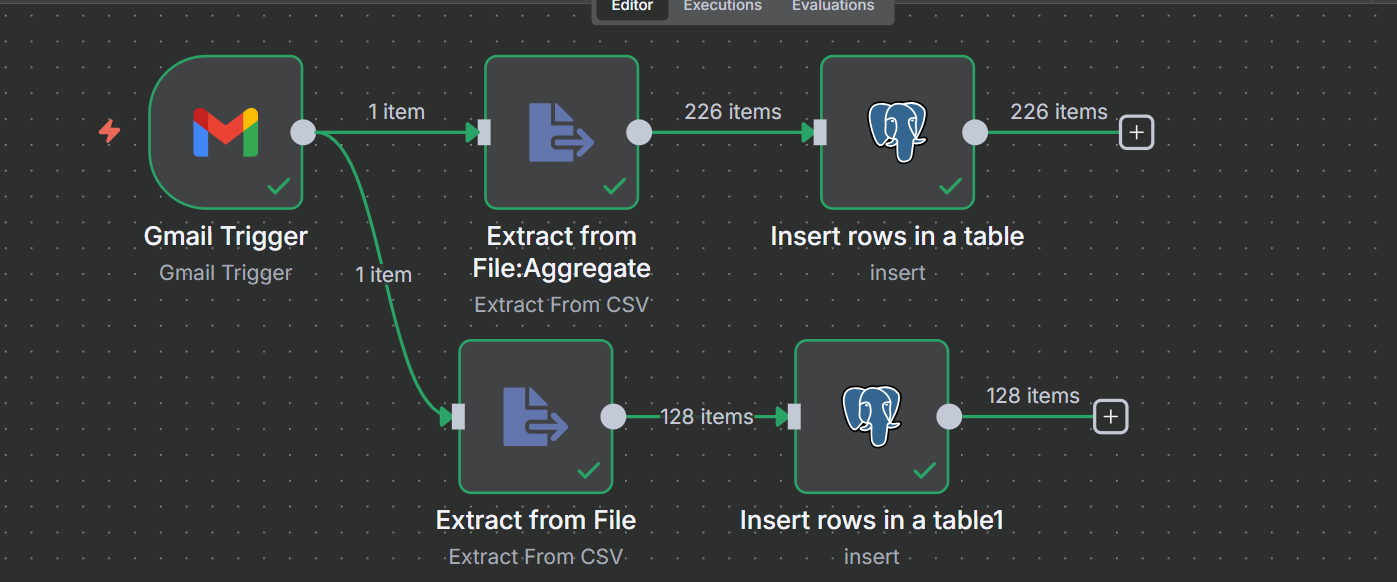 Editor Executions Evaluations
1 item
226 items
226 items
Gmail Trigger
Gmail Trigger
Extract from
File:Aggregate
Extract From CSV
Insert rows in a table
insert
1 item
128 items
128 items
Extract from File
Extract From CSV
Insert rows in a table1
insert